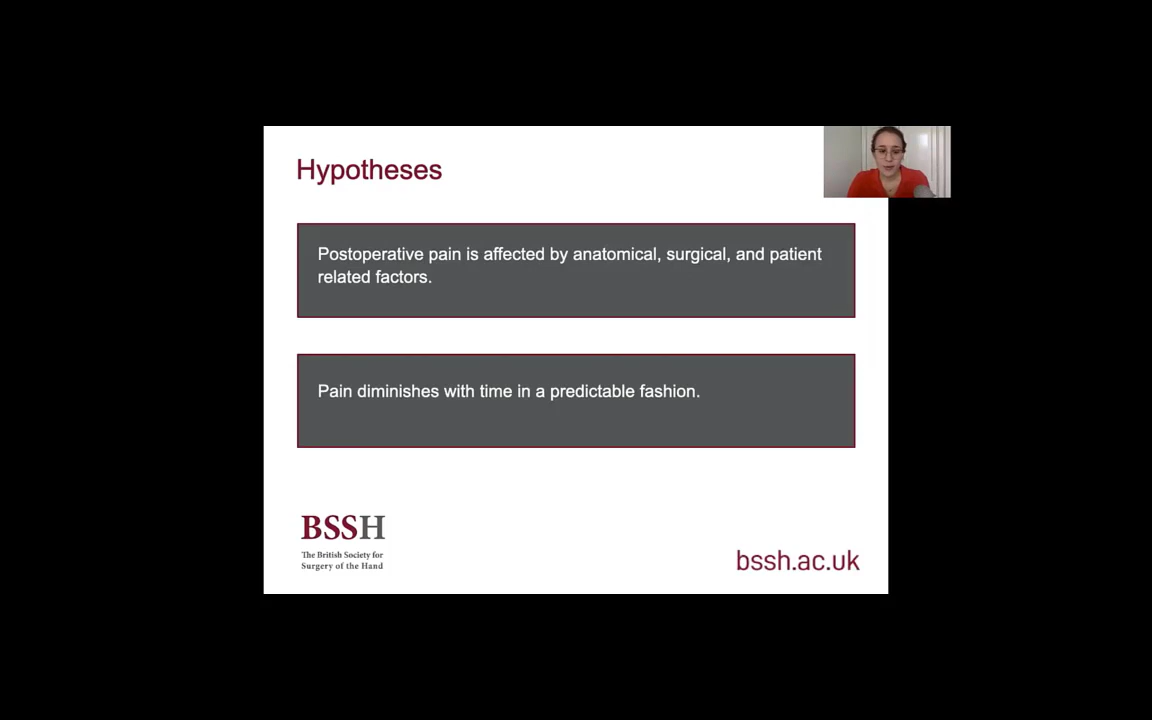 Hypotheses
Postoperative pain is affected by anatomical, surgical, and patient
related factors.
Pain diminishes with time in a predictable fashion.
BSSH
The British Society for
Surgery of the Hand
bssh.ac.uk